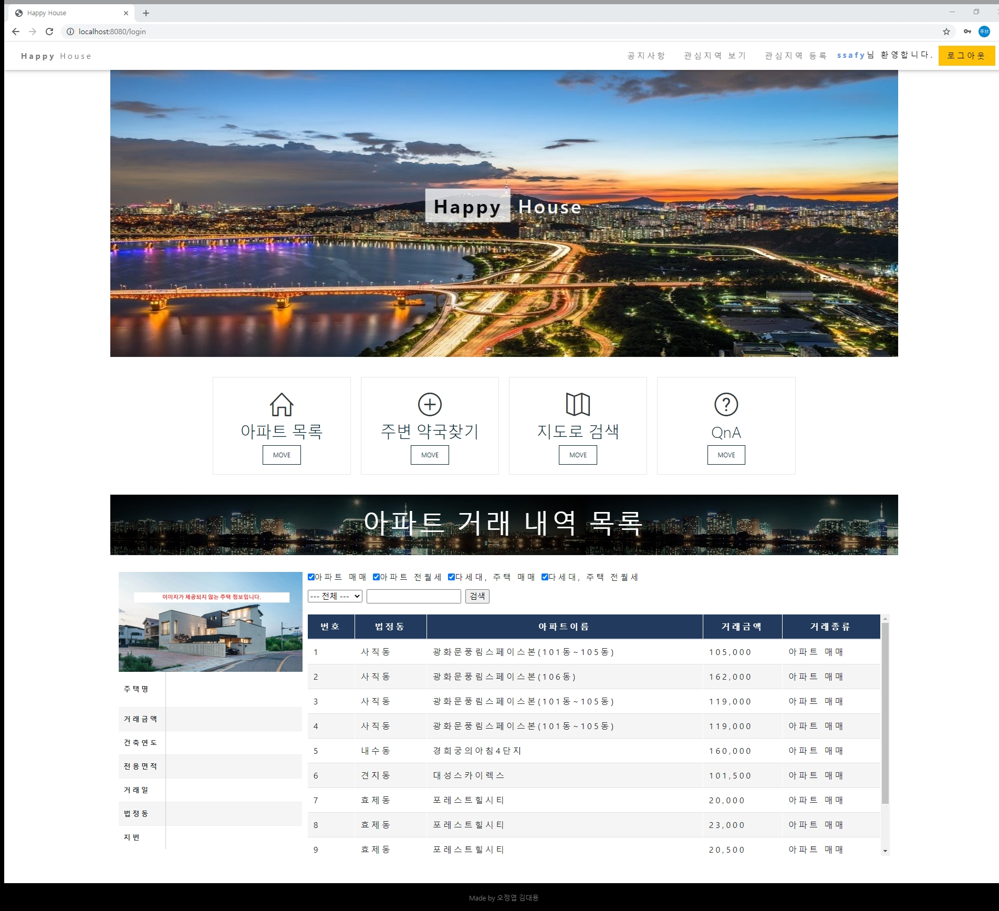 Happy House
localhost:8080/login
푸브
Happy House
공지사항 관심지역 보기 관심지역 등록 ssafy님 환영합니다. 로그아웃
Happy House
아파트 목록 주변 약국찾기 지도로 검색 QnA
MOVE MOVE MOVE MOVE
아파트 거래 내역 목록
이미지가 제공되지 않는 주택 정보입니다.
주택명
거래금액
건축연도
전용면적
거래일
법정동
지번
아파트 매매 아파트 전월세 다세대, 주택 매매 다세대, 주택 전월세
--- 전체 --- 검색
번호 법정동 아파트이름 거래금액 거래종류
1 사직동 광화문풍림스페이스본(101동~105동) 105,000 아파트 매매
2 사직동 광화문풍림스페이스본(106동) 162,000 아파트 매매
3 사직동 광화문풍림스페이스본(101동~105동) 119,000 아파트 매매
4 사직동 광화문풍림스페이스본(101동~105동) 119,000 아파트 매매
5 내수동 경희궁의아침4단지 160,000 아파트 매매
6 견지동 대성스카이렉스 101,500 아파트 매매
7 효제동 포레스트힐시티 20,000 아파트 매매
8 효제동 포레스트힐시티 23,000 아파트 매매
9 효제동 포레스트힐시티 20,500 아파트 매매
Made by 오정엽 김대용